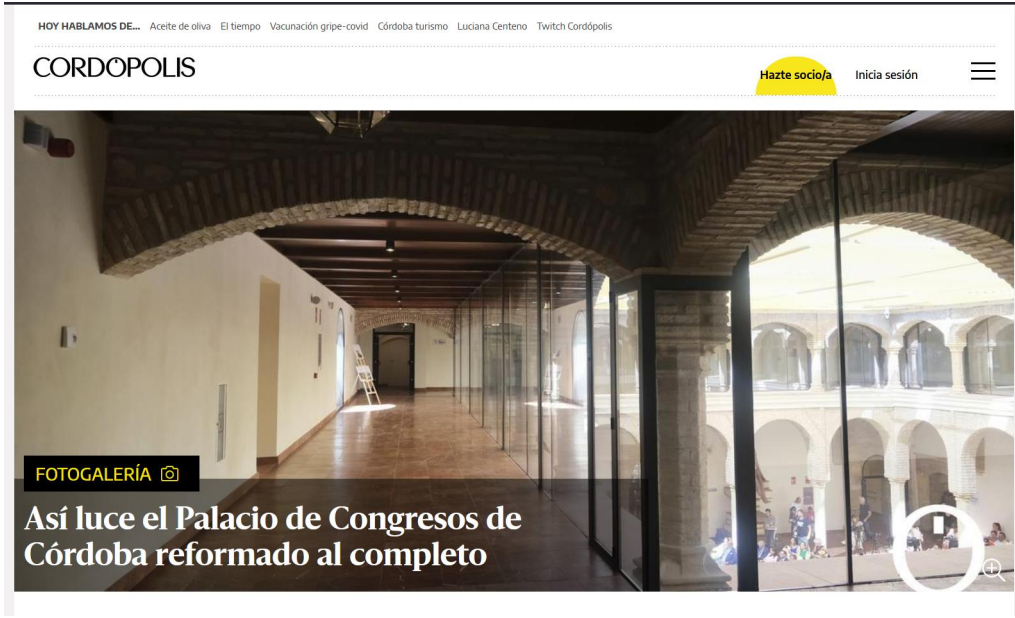 HOY HABLAMOS DE... Aceite de oliva El tiempo Vacunación gripe-covid Córdoba turismo Luciana Centeno Twitch Cordópolis
CORDÓPOLIS
Hazte socio/a Inicia sesión
FOTOGALERÍA
Así luce el Palacio de Congresos de
Córdoba reformado al completo